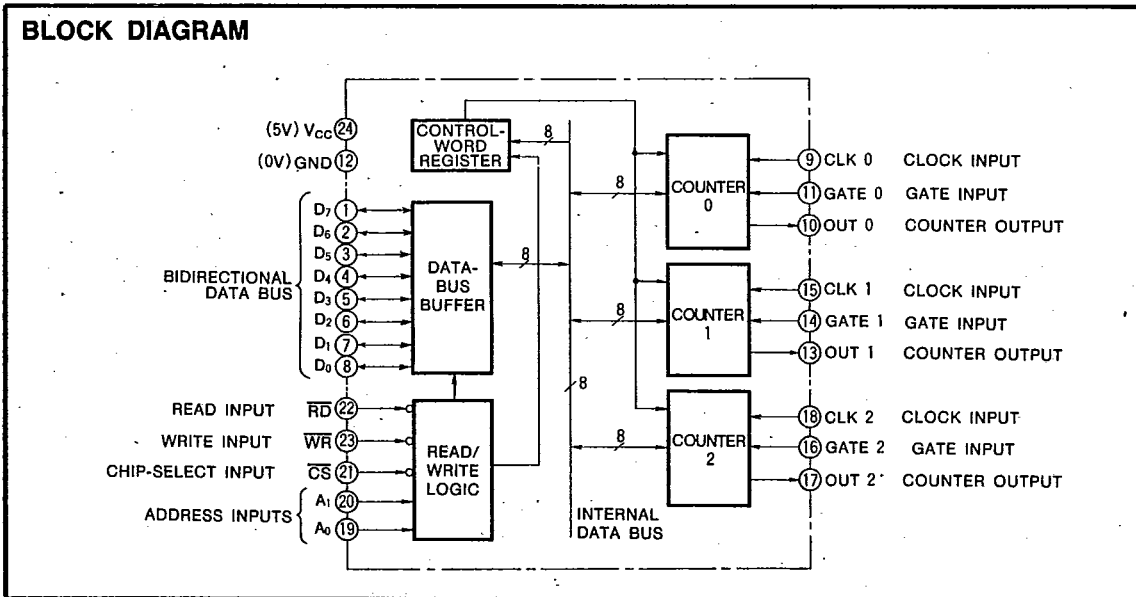 BLOCK DIAGRAM
(5V) VCC 24
(0V) GND 12
CONTROL-
WORD
REGISTER
8
D7 1
D6 2
D5 3
D4 4
D3 5
D2 6
D1 7
D0 8
BIDIRECTIONAL
DATA BUS
DATA-
BUS
BUFFER
8
READ INPUT R̅D̅ 22
WRITE INPUT W̅R̅ 23
CHIP-SELECT INPUT C̅S̅ 21
ADDRESS INPUTS
A1 20
A0 19
READ/
WRITE
LOGIC
8
INTERNAL
DATA BUS
8
COUNTER
0
9 CLK 0 CLOCK INPUT
11 GATE 0 GATE INPUT
10 OUT 0 COUNTER OUTPUT
8
COUNTER
1
15 CLK 1 CLOCK INPUT
14 GATE 1 GATE INPUT
13 OUT 1 COUNTER OUTPUT
8
COUNTER
2
18 CLK 2 CLOCK INPUT
16 GATE 2 GATE INPUT
17 OUT 2 COUNTER OUTPUT